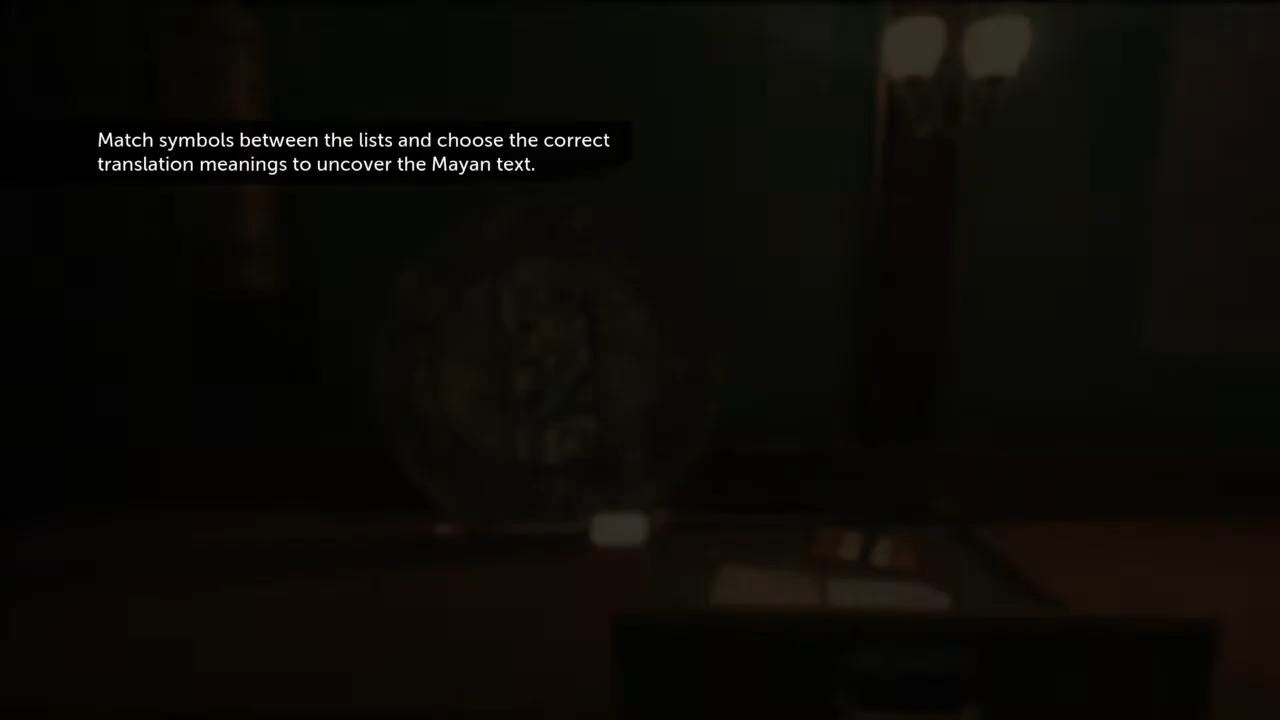 Match symbols between the lists and choose the correct
translation meanings to uncover the Mayan text.